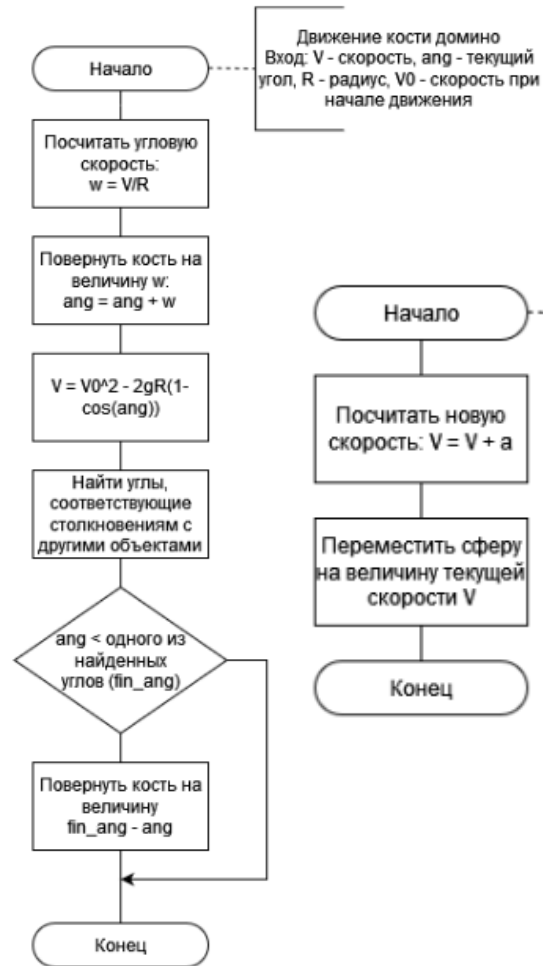 Движение кости домино
Вход: V - скорость, ang - текущий
угол, R - радиус, V0 - скорость при
начале движения
Начало
Посчитать угловую
скорость:
w = V/R
Повернуть кость на
величину w:
ang = ang + w
V = V0^2 - 2gR(1-
cos(ang))
Найти углы,
соответствующие
столкновениям с
другими объектами
ang < одного из
найденных
углов (fin_ang)
Повернуть кость на
величину
fin_ang - ang
Конец
Начало
Посчитать новую
скорость: V = V + a
Переместить сферу
на величину текущей
скорости V
Конец